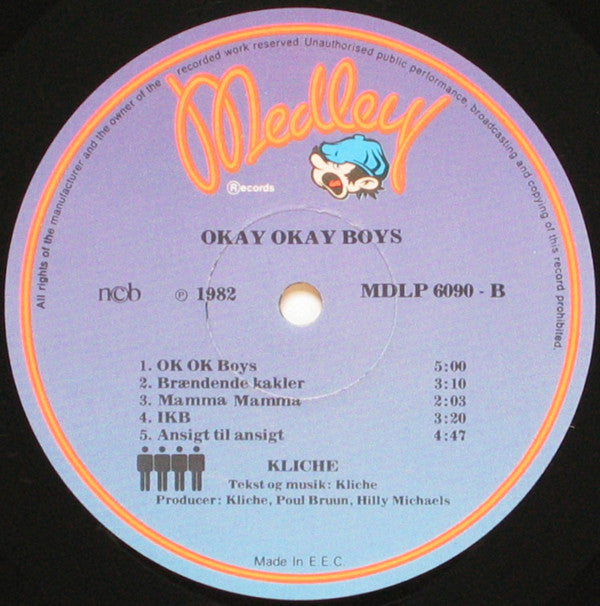 All rights of the manufacturer and the owner of the recorded work reserved. Unauthorised public performance, broadcasting and copying of this record prohibited.
Medley
Records
OKAY OKAY BOYS
ncb ℗ 1982 MDLP 6090 - B
1. OK OK Boys 5:00
2. Brændende kakler 3:10
3. Mamma Mamma 2:03
4. IKB 3:20
5. Ansigt til ansigt 4:47
KLICHE
Tekst og musik: Kliche
Producer: Kliche, Poul Bruun, Hilly Michaels
Made In E.E.C.